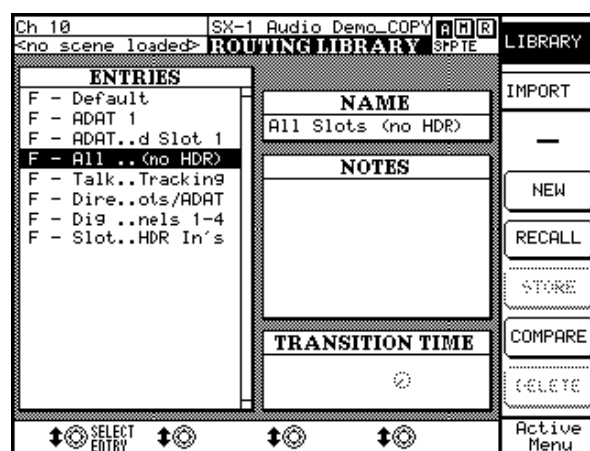 Ch 10
SX-1 Audio Demo_COPY
A M R
<no scene loaded>
ROUTING LIBRARY
SMPTE
LIBRARY
ENTRIES
F - Default
F - ADAT 1
F - ADAT..d Slot 1
F - All ..(no HDR)
F - Talk..Tracking
F - Dire..ots/ADAT
F - Dig ..nels 1-4
F - Slot..HDR In's
NAME
All Slots (no HDR)
NOTES
TRANSITION TIME
IMPORT
—
NEW
RECALL
STORE
COMPARE
DELETE
SELECT
ENTRY
Active
Menu